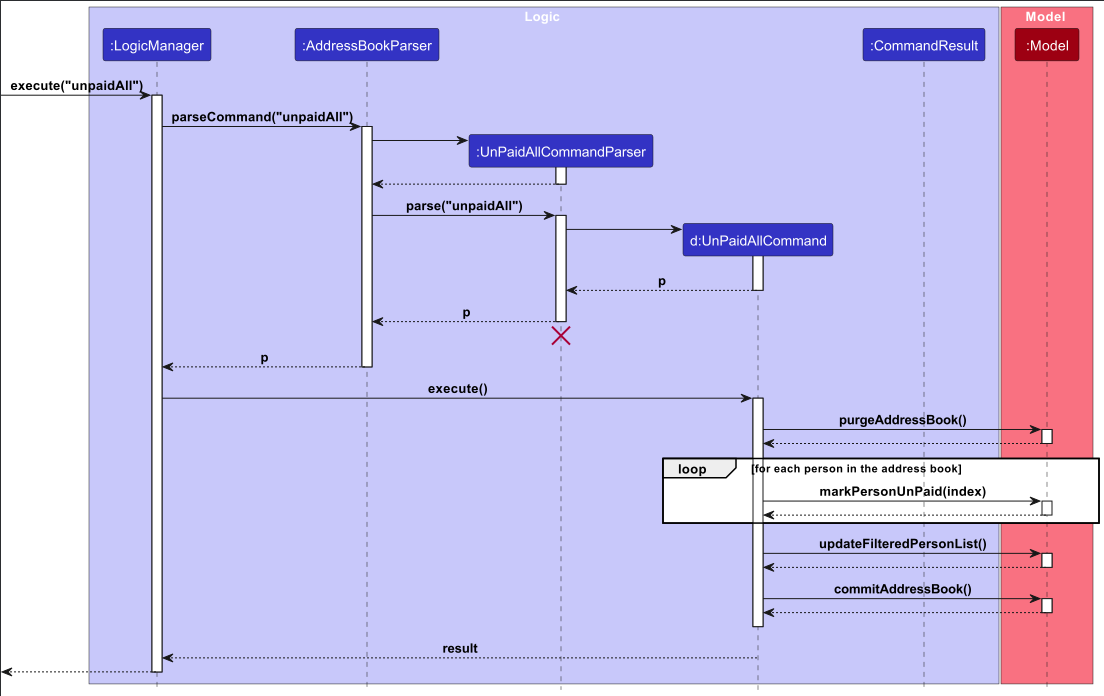 Logic
Model
:LogicManager
:AddressBookParser
:CommandResult
:Model
execute("unpaidAll")
parseCommand("unpaidAll")
:UnPaidAllCommandParser
parse("unpaidAll")
d:UnPaidAllCommand
p
p
p
execute()
purgeAddressBook()
loop
[for each person in the address book]
markPersonUnPaid(index)
updateFilteredPersonList()
commitAddressBook()
result